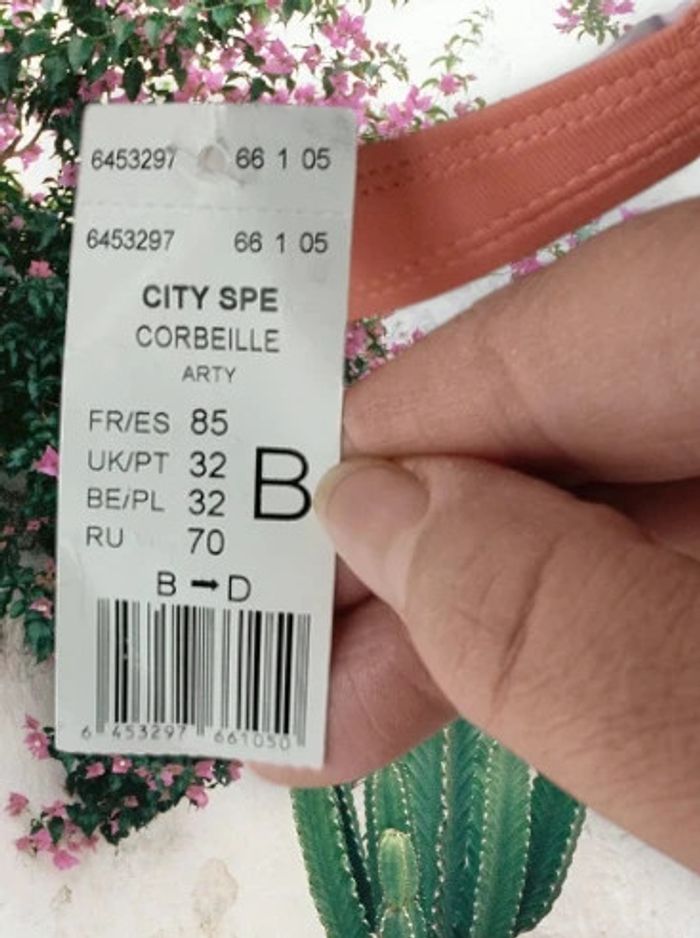 6453297 66 1 05
6453297 66 1 05
CITY SPE
CORBEILLE
ARTY
FR/ES 85
UK/PT 32 B
BE/PL 32
RU 70
B ➞ D
6 453297 661050